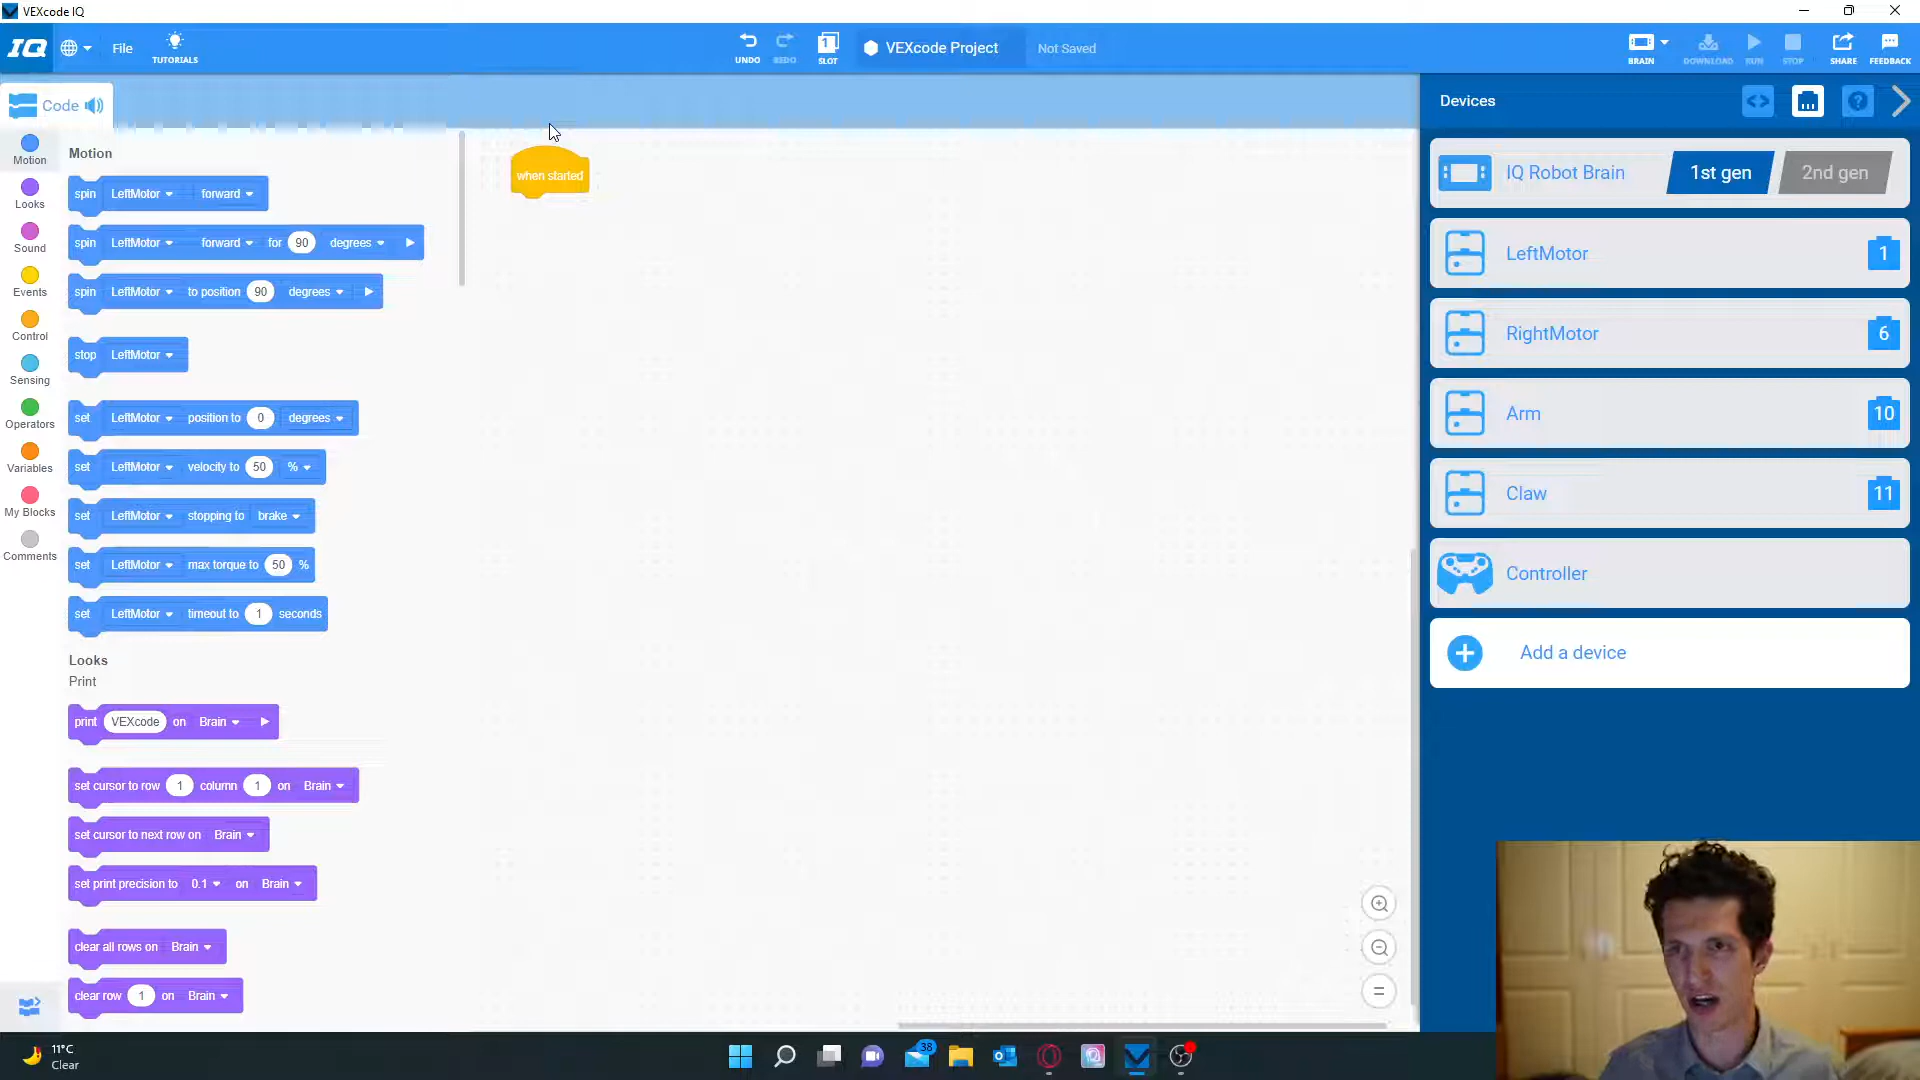 VEXcode IQ
IQ File TUTORIALS UNDO REDO 1 SLOT VEXcode Project Not Saved BRAIN DOWNLOAD RUN STOP SHARE FEEDBACK
Code
Devices
Motion
Looks
Sound
Events
Control
Sensing
Operators
Variables
My Blocks
Comments
Motion
spin LeftMotor forward
spin LeftMotor forward for 90 degrees
spin LeftMotor to position 90 degrees
stop LeftMotor
set LeftMotor position to 0 degrees
set LeftMotor velocity to 50 %
set LeftMotor stopping to brake
set LeftMotor max torque to 50 %
set LeftMotor timeout to 1 seconds
Looks
Print
print VEXcode on Brain
set cursor to row 1 column 1 on Brain
set cursor to next row on Brain
set print precision to 0.1 on Brain
clear all rows on Brain
clear row 1 on Brain
when started
IQ Robot Brain 1st gen 2nd gen
LeftMotor 1
RightMotor 6
Arm 10
Claw 11
Controller
Add a device
11°C
Clear
38